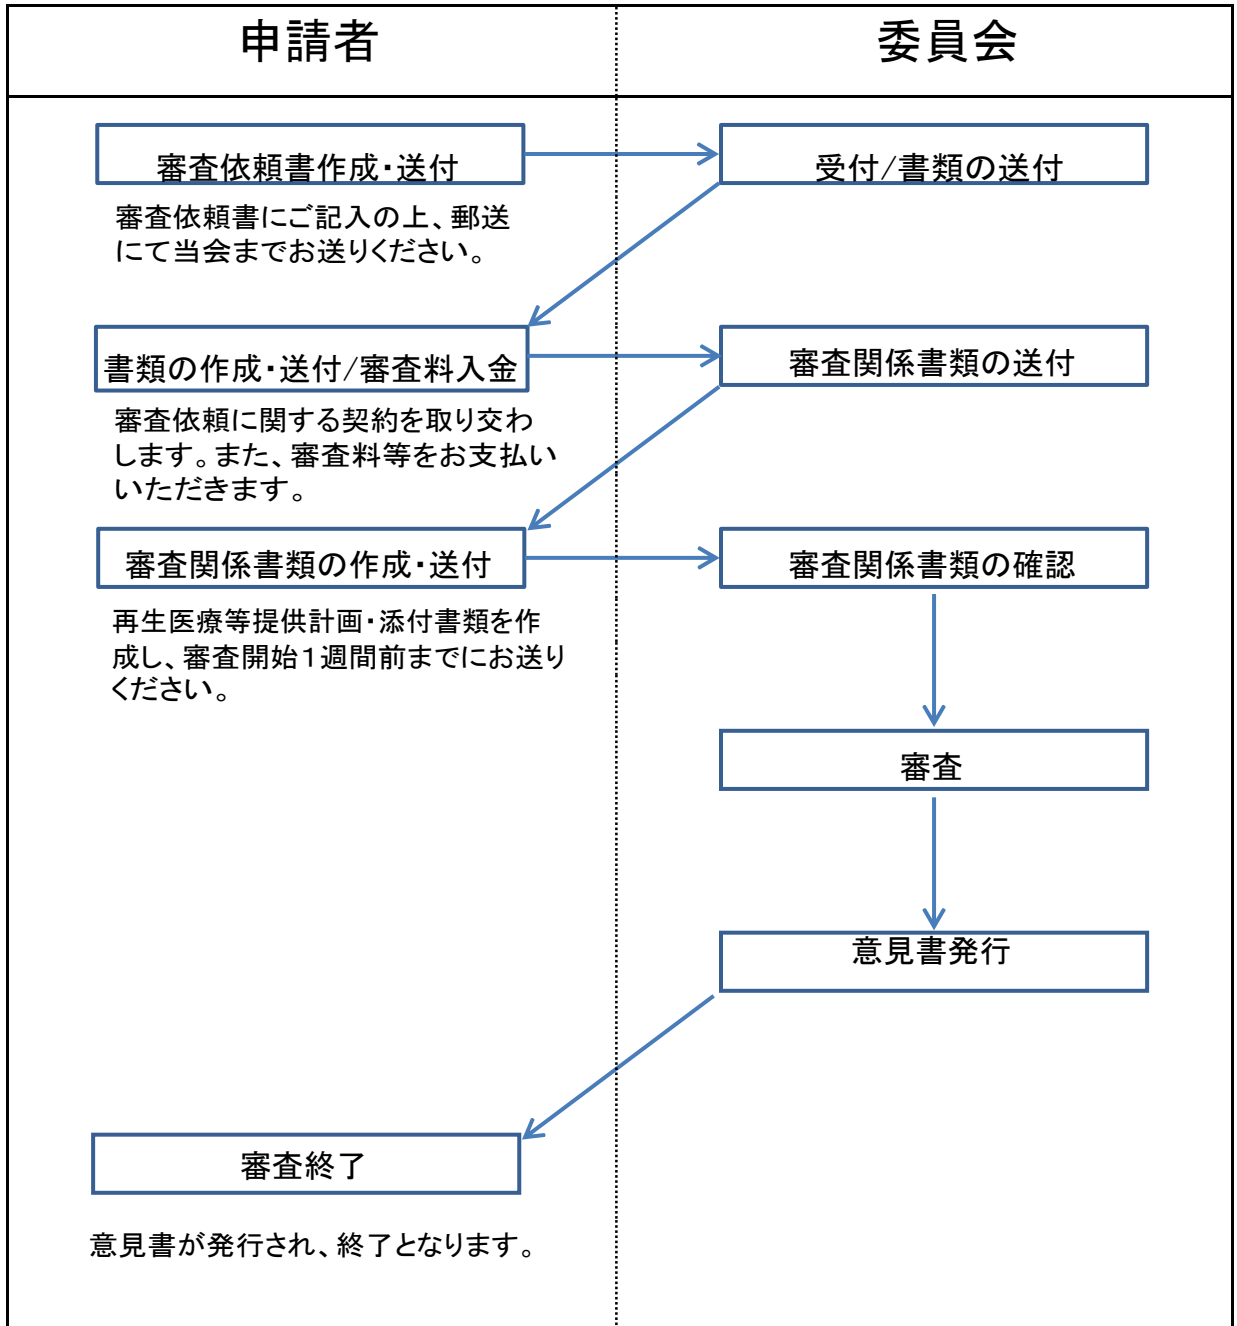 申請者
委員会
審査依頼書作成・送付
受付/書類の送付
審査依頼書にご記入の上、郵送
にて当会までお送りください。
書類の作成・送付/審査料入金
審査関係書類の送付
審査依頼に関する契約を取り交わ
します。また、審査料等をお支払い
いただきます。
審査関係書類の作成・送付
審査関係書類の確認
再生医療等提供計画・添付書類を作
成し、審査開始１週間前までにお送り
ください。
審査
意見書発行
審査終了
意見書が発行され、終了となります。